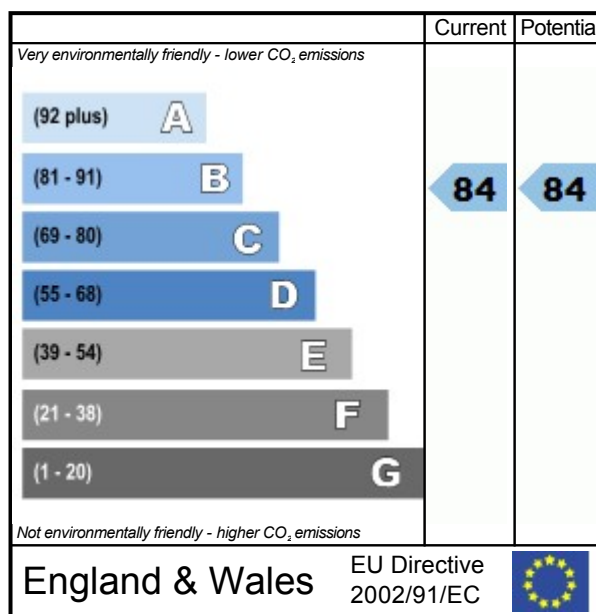 Current Potentia
Very environmentally friendly - lower CO₂ emissions
(92 plus) A
(81 - 91) B
84 84
(69 - 80) C
(55 - 68) D
(39 - 54) E
(21 - 38) F
(1 - 20) G
Not environmentally friendly - higher CO₂ emissions
England & Wales
EU Directive
2002/91/EC